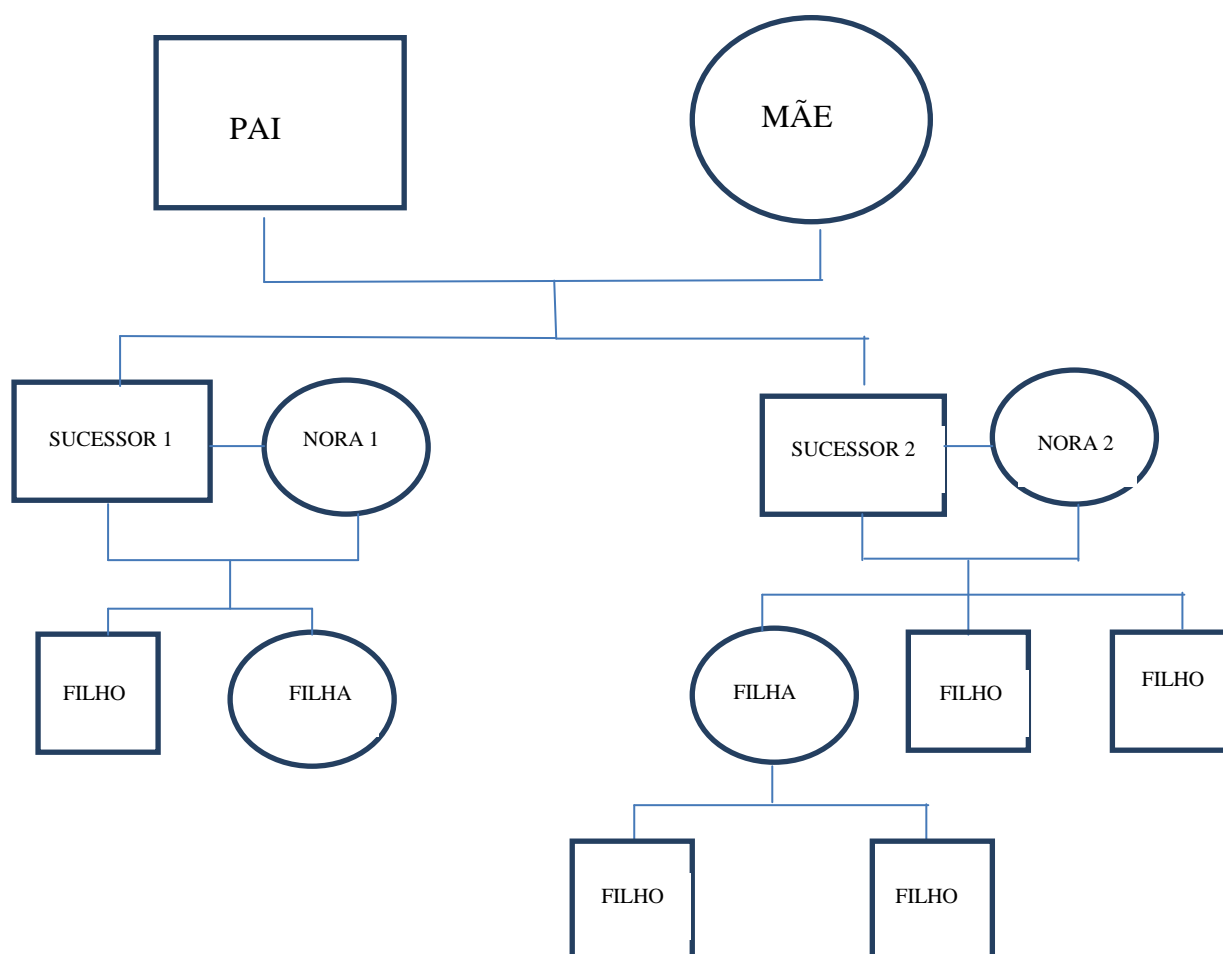 PAI
MÃE
SUCESSOR 1
NORA 1
SUCESSOR 2
NORA 2
FILHO
FILHA
FILHA
FILHO
FILHO
FILHO
FILHO